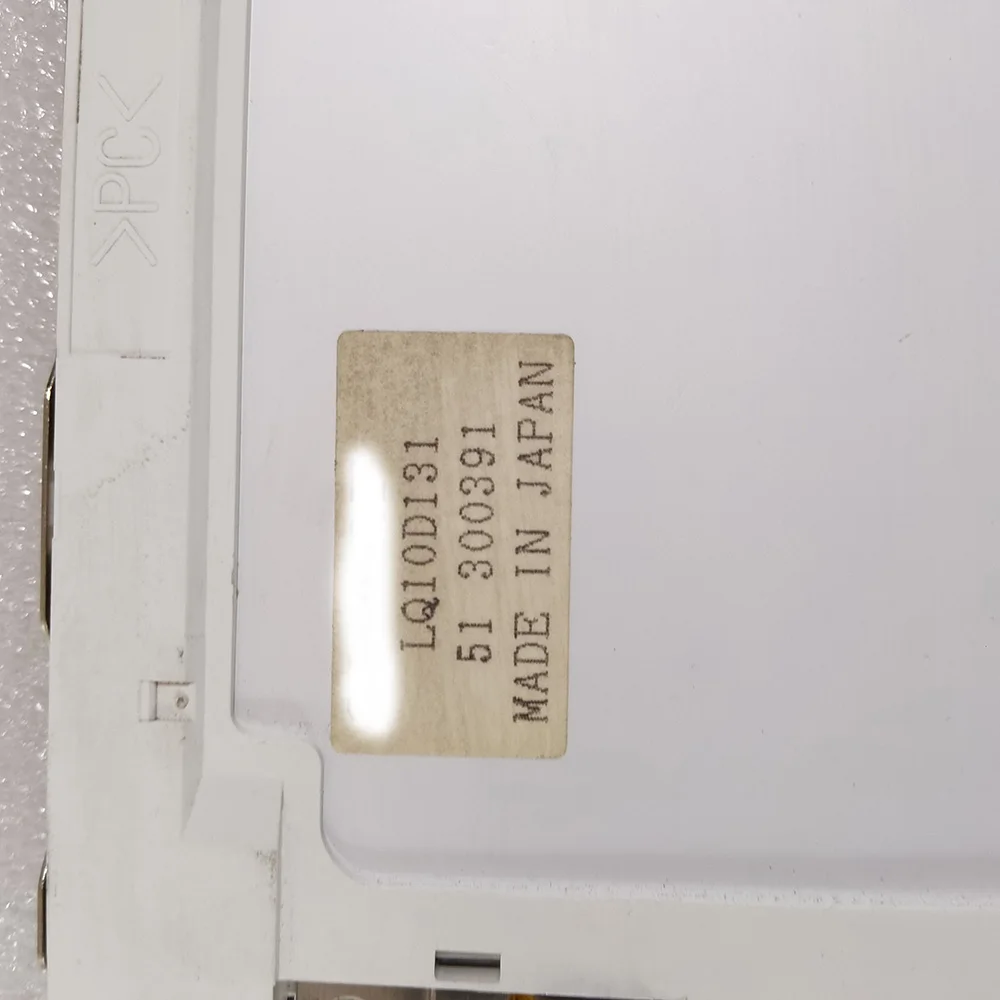 >PC<
LQ10D131
51 300391
MADE IN JAPAN